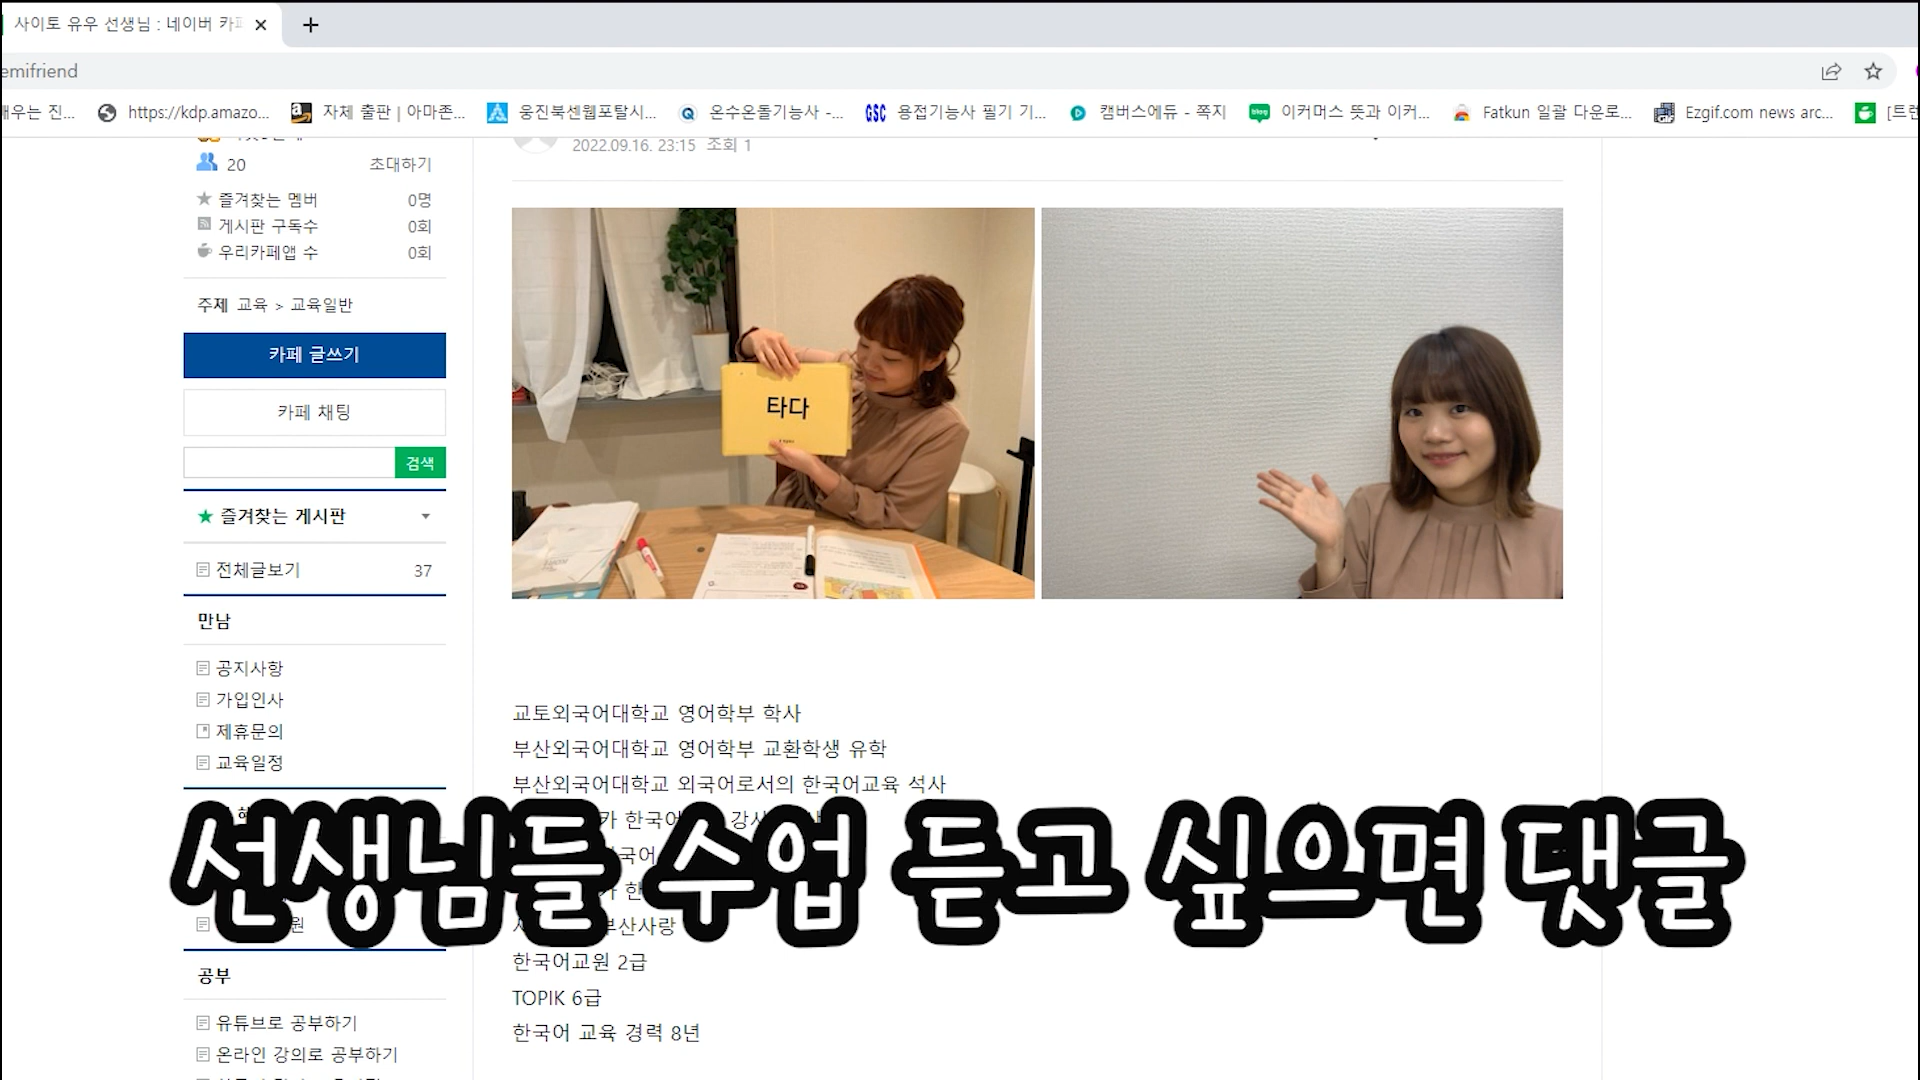 사이토 유우 선생님 : 네이버 카
emifriend
배우는 진...
https://kdp.amazo...
자체 출판 | 아마존...
웅진북센웹포탈시...
온수온돌기능사 -...
용접기능사 필기 기...
캠버스에듀 - 쪽지
이커머스 뜻과 이커...
Fatkun 일괄 다운로...
Ezgif.com news arc...
2022.09.16. 23:15 조회 1
20 초대하기
즐겨찾는 멤버 0명
게시판 구독수 0회
우리카페앱 수 0회
주제 교육 > 교육일반
카페 글쓰기
카페 채팅
검색
즐겨찾는 게시판
전체글보기 37
만남
공지사항
가입인사
제휴문의
교육일정
공부
유튜브로 공부하기
온라인 강의로 공부하기
타다
교토외국어대학교 영어학부 학사
부산외국어대학교 영어학부 교환학생 유학
부산외국어대학교 외국어로서의 한국어교육 석사
선생님들 수업 듣고 싶으면 댓글
부산사랑
한국어교원 2급
TOPIK 6급
한국어 교육 경력 8년